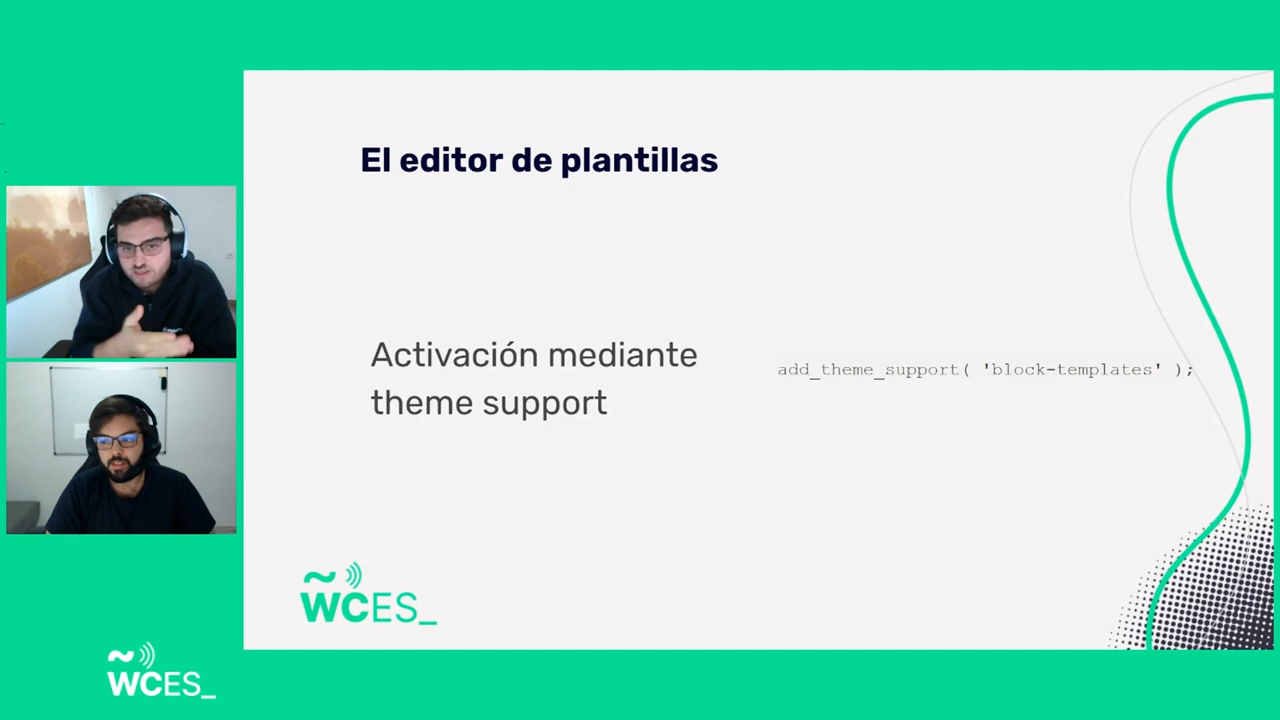 El editor de plantillas
Activación mediante
theme support
add_theme_support( 'block-templates' );
~
WCES_
~
WCES_